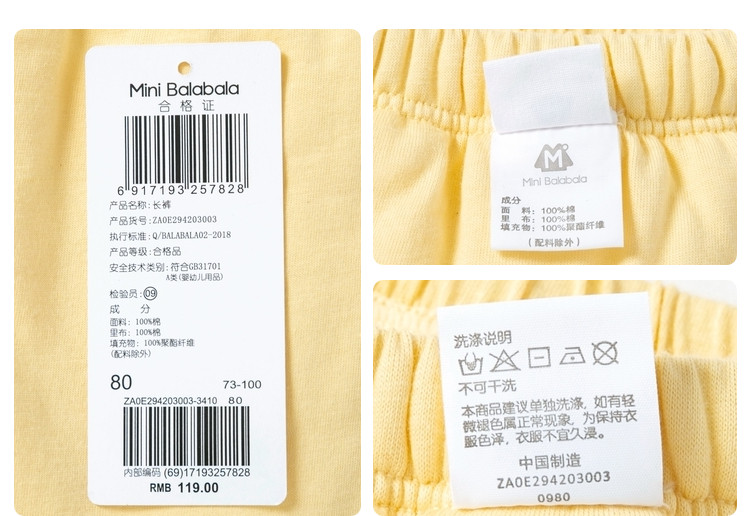 Mini Balabala
合格证
6 917193 257828
产品名称:长裤
产品货号:ZA0E294203003
执行标准:Q/BALABALA02-2018
产品等级:合格品
安全技术类别:符合GB31701
A类(婴幼儿用品)
检验员:09
成 分
面料: 100%棉
里布: 100%棉
填充物: 100%聚酯纤维
(配料除外)
80 73-100
ZA0E294203003-3410 80
内部编码 (69)17193257828
RMB 119.00
M
Mini Balabala
成分
面 料: 100%棉
里 布: 100%棉
填充物: 100%聚酯纤维
(配料除外)
洗涤说明
不可干洗
本商品建议单独洗涤,如有轻
微褪色属正常现象,为保持衣
服色泽,衣服不宜久浸。
中国制造
ZA0E294203003
0980